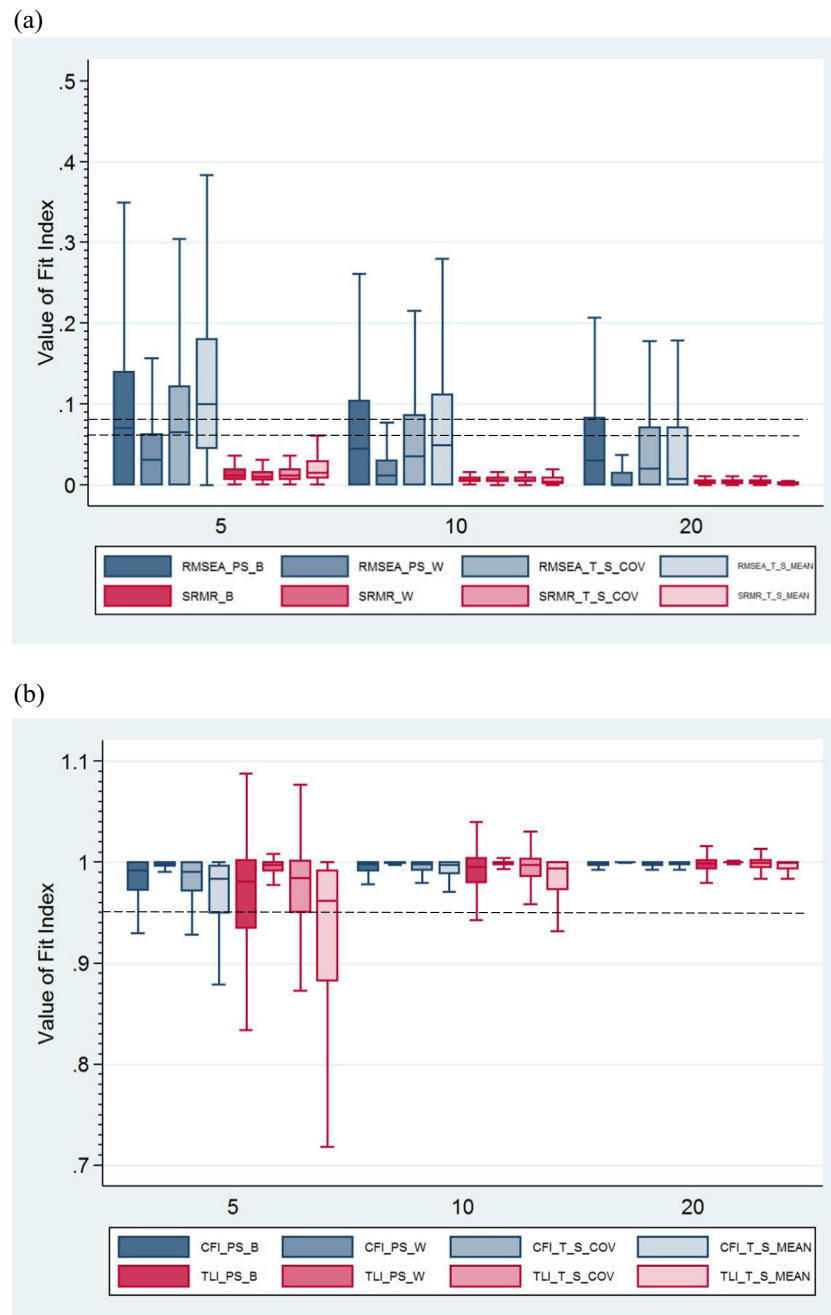 (a)
Value of Fit Index
.5
.4
.3
.2
.1
0
5 10 20
RMSEA_PS_B RMSEA_PS_W RMSEA_T_S_COV RMSEA_T_S_MEAN
SRMR_B SRMR_W SRMR_T_S_COV SRMR_T_S_MEAN
(b)
Value of Fit Index
1.1
1
.9
.8
.7
5 10 20
CFI_PS_B CFI_PS_W CFI_T_S_COV CFI_T_S_MEAN
TLI_PS_B TLI_PS_W TLI_T_S_COV TLI_T_S_MEAN